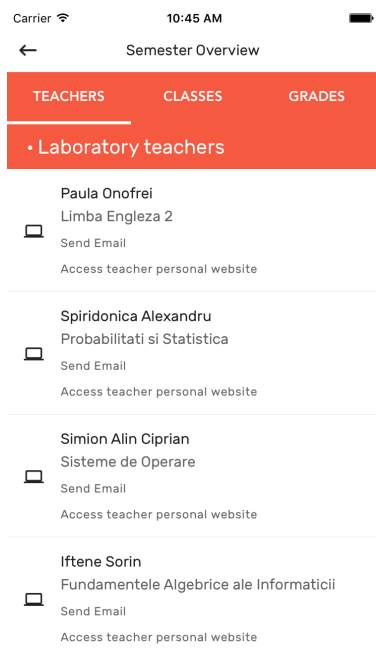 Carrier 10:45 AM
Semester Overview
TEACHERS CLASSES GRADES
• Laboratory teachers
Paula Onofrei
Limba Engleza 2
Send Email
Access teacher personal website
Spiridonica Alexandru
Probabilitati si Statistica
Send Email
Access teacher personal website
Simion Alin Ciprian
Sisteme de Operare
Send Email
Access teacher personal website
Iftene Sorin
Fundamentele Algebrice ale Informaticii
Send Email
Access teacher personal website